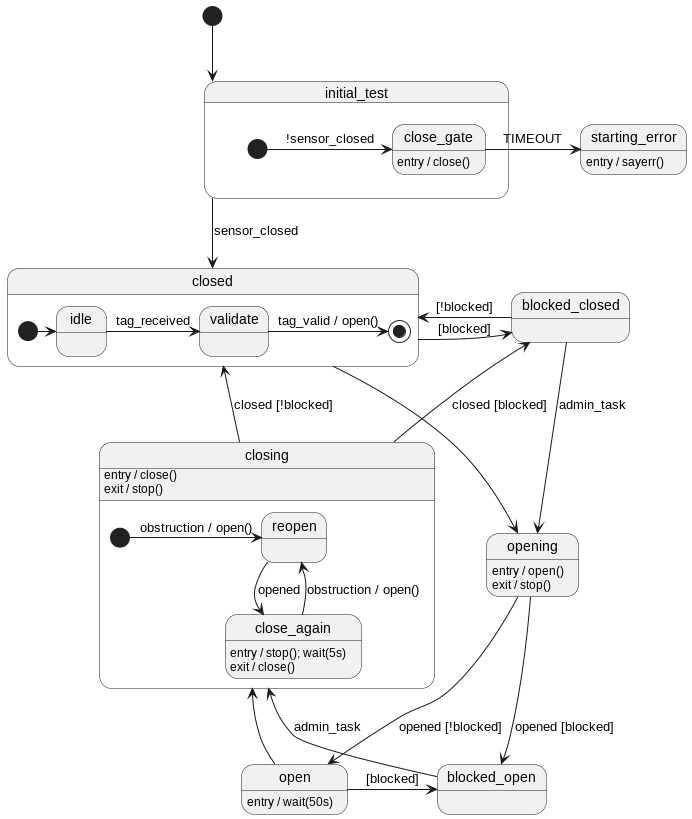 initial_test
!sensor_closed
close_gate
entry / close()
TIMEOUT
starting_error
entry / sayerr()
sensor_closed
closed
idle
tag_received
validate
tag_valid / open()
[!blocked]
[blocked]
blocked_closed
closed [!blocked]
closed [blocked]
admin_task
closing
entry / close()
exit / stop()
obstruction / open()
reopen
opened
obstruction / open()
close_again
entry / stop(); wait(5s)
exit / close()
opening
entry / open()
exit / stop()
admin_task
opened [!blocked]
opened [blocked]
open
entry / wait(50s)
[blocked]
blocked_open